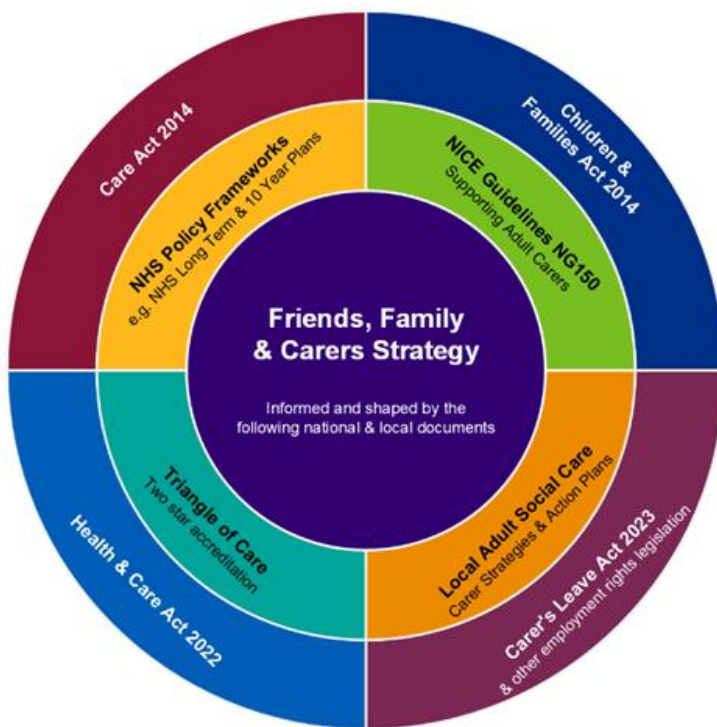 Care Act 2014
Children &
Families Act 2014
NHS Policy Frameworks
e.g. NHS Long Term & 10 Year Plans
NICE Guidelines NG150
Supporting Adult Carers
Friends, Family
& Carers Strategy
Informed and shaped by the
following national & local documents
Triangle of Care
Two star accreditation
Local Adult Social Care
Carer Strategies & Action Plans
Health & Care Act 2022
Carer's Leave Act 2023
& other employment rights legislation